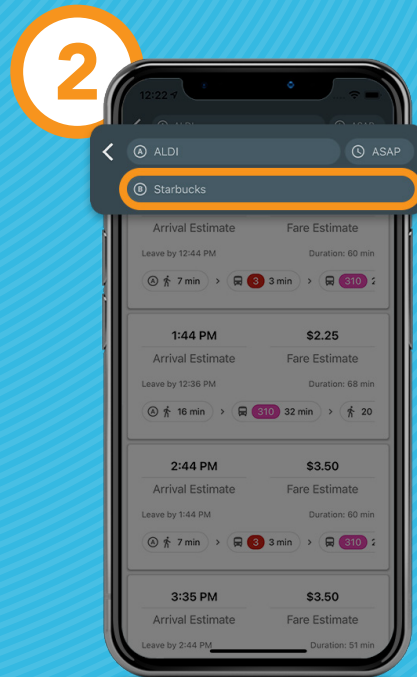 2
12:22
ALDI ASAP
A ALDI ASAP
B Starbucks
Arrival Estimate Fare Estimate
Leave by 12:44 PM Duration: 60 min
A 7 min > 3 3 min > 310
1:44 PM $2.25
Arrival Estimate Fare Estimate
Leave by 12:36 PM Duration: 68 min
A 16 min > 310 32 min > 20
2:44 PM $3.50
Arrival Estimate Fare Estimate
Leave by 1:44 PM Duration: 60 min
A 7 min > 3 3 min > 310
3:35 PM $3.50
Arrival Estimate Fare Estimate
Leave by 2:44 PM Duration: 51 min